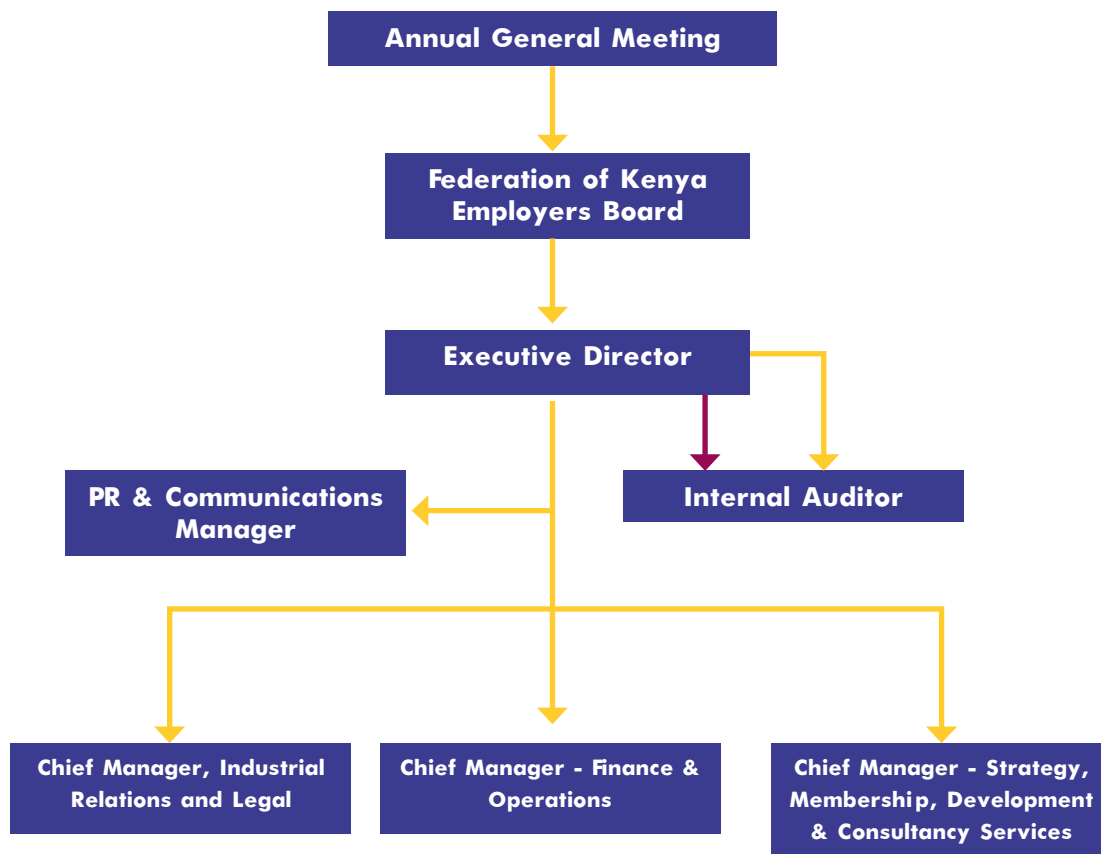 Annual General Meeting
Federation of Kenya
Employers Board
Executive Director
PR & Communications
Manager
Internal Auditor
Chief Manager, Industrial
Relations and Legal
Chief Manager - Finance &
Operations
Chief Manager - Strategy,
Membership, Development
& Consultancy Services